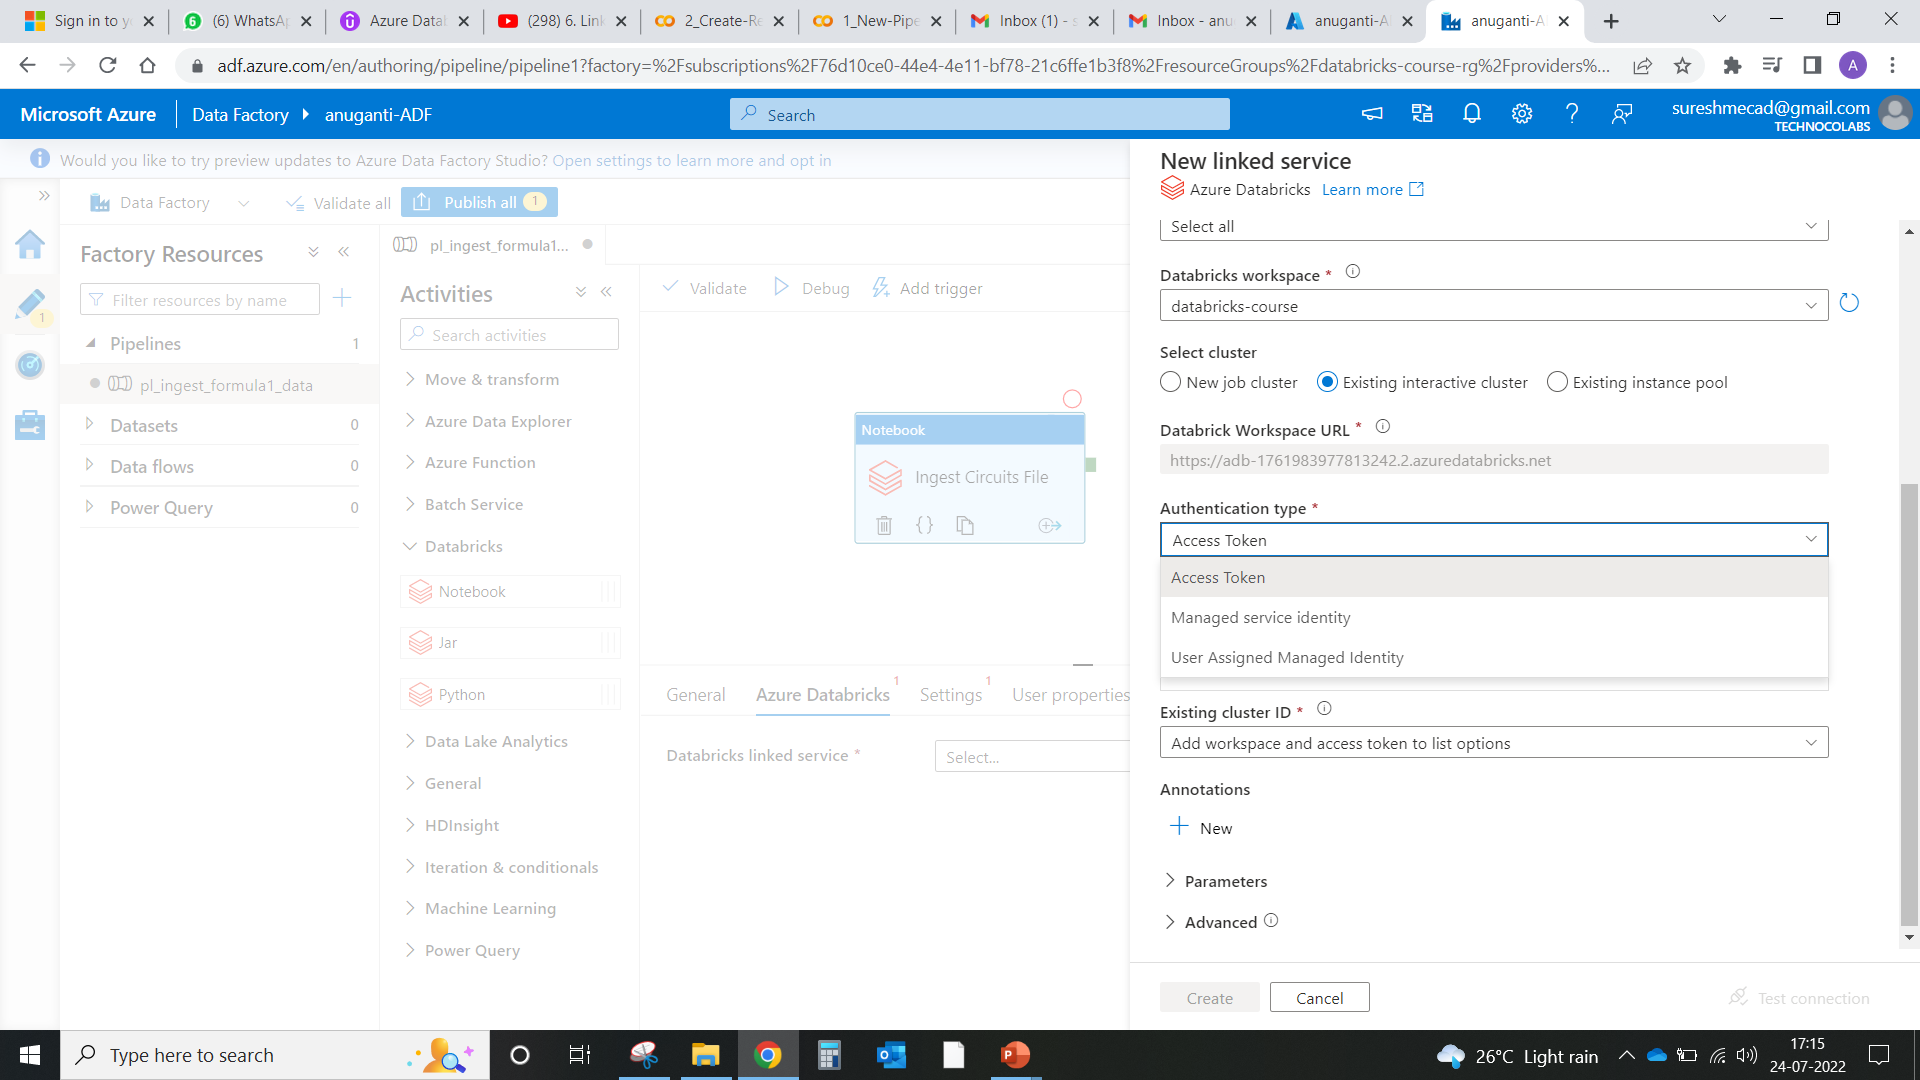 Sign in to yo
(6) WhatsAp
Azure Datab
(298) 6. Link
2_Create-Re
1_New-Pipe
Inbox (1) - s
Inbox - anu
anuganti-A
anuganti-A
adf.azure.com/en/authoring/pipeline/pipeline1?factory=%2Fsubscriptions%2F76d10ce0-44e4-4e11-bf78-21c6ffe1b3f8%2FresourceGroups%2Fdatabricks-course-rg%2Fproviders%...
A
Microsoft Azure
Data Factory
anuganti-ADF
Search
sureshmecad@gmail.com
TECHNOCOLABS
Would you like to try preview updates to Azure Data Factory Studio? Open settings to learn more and opt in
Data Factory
Validate all
Publish all
1
Factory Resources
Filter resources by name
1
Pipelines
1
pl_ingest_formula1_data
Datasets
0
Data flows
0
Power Query
0
pl_ingest_formula1...
Activities
Search activities
Move & transform
Azure Data Explorer
Azure Function
Batch Service
Databricks
Notebook
Jar
Python
Data Lake Analytics
General
HDInsight
Iteration & conditionals
Machine Learning
Power Query
Validate
Debug
Add trigger
Notebook
Ingest Circuits File
General
Azure Databricks
1
Settings
1
User properties
Databricks linked service *
Select...
New linked service
Azure Databricks
Learn more
Select all
Databricks workspace *
databricks-course
Select cluster
New job cluster
Existing interactive cluster
Existing instance pool
Databrick Workspace URL *
https://adb-1761983977813242.2.azuredatabricks.net
Authentication type *
Access Token
Access Token
Managed service identity
User Assigned Managed Identity
Existing cluster ID *
Add workspace and access token to list options
Annotations
New
Parameters
Advanced
Create
Cancel
Test connection
Type here to search
26°C Light rain
17:15
24-07-2022